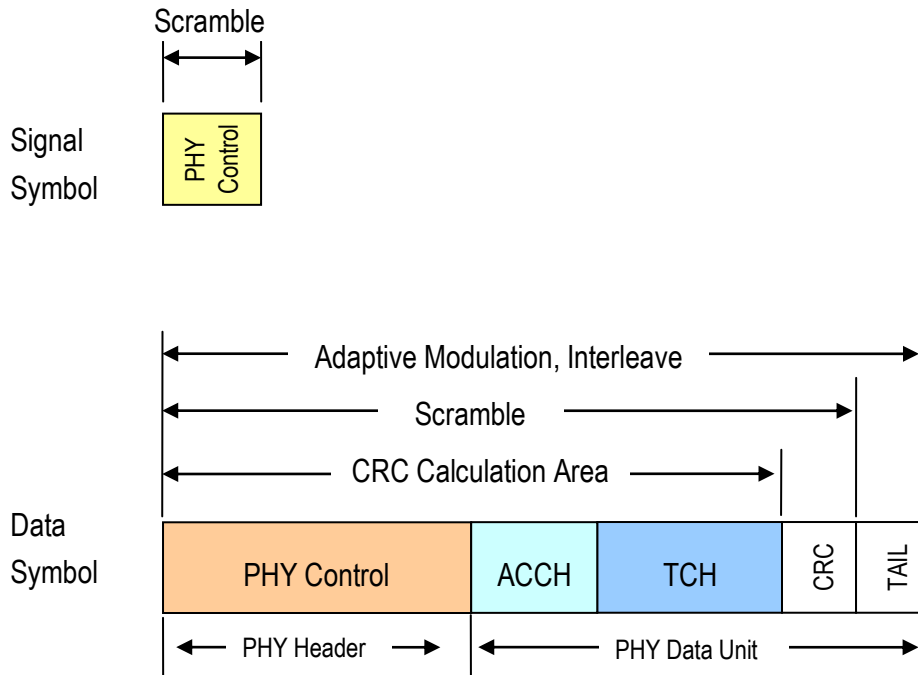 Scramble
Signal
Symbol
PHY
Control
Adaptive Modulation, Interleave
Scramble
CRC Calculation Area
Data
Symbol
PHY Control
ACCH
TCH
CRC
TAIL
PHY Header
PHY Data Unit